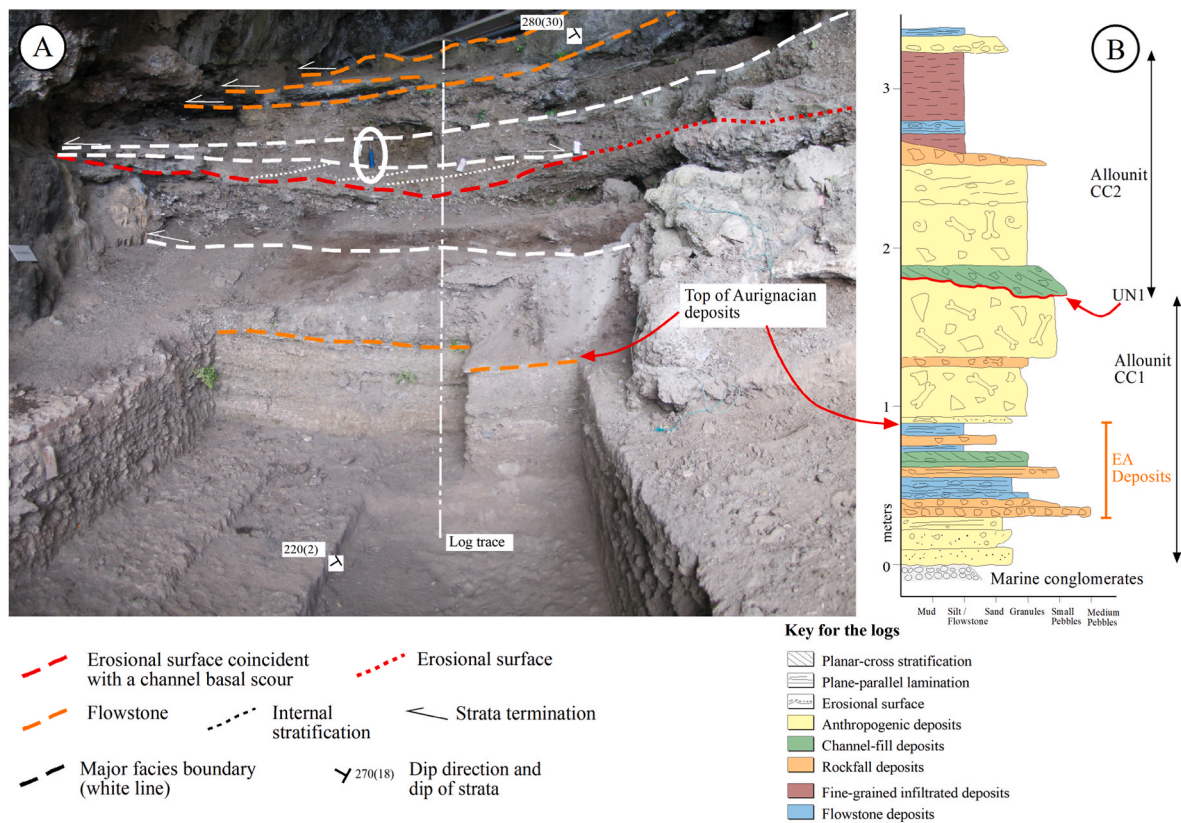 A
280(30)
Top of Aurignacian
deposits
220(2)
Log trace
B
3
2
1
0
meters
Allounit
CC2
UN1
Allounit
CC1
EA
Deposits
Marine conglomerates
Mud
Silt /
Flowstone
Sand
Granules
Small
Pebbles
Medium
Pebbles
Erosional surface coincident
with a channel basal scour
Erosional surface
Flowstone
Internal
stratification
Strata termination
Major facies boundary
(white line)
270(18)
Dip direction and
dip of strata
Key for the logs
Planar-cross stratification
Plane-parallel lamination
Erosional surface
Anthropogenic deposits
Channel-fill deposits
Rockfall deposits
Fine-grained infiltrated deposits
Flowstone deposits